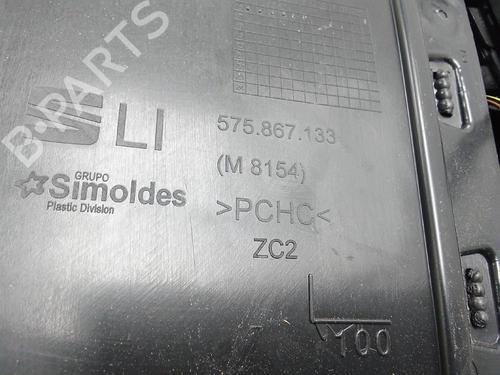 B-PARTS
LI
575.867.133
(M 8154)
GRUPO
Simoldes
Plastic Division
>PCHC<
ZC2
100